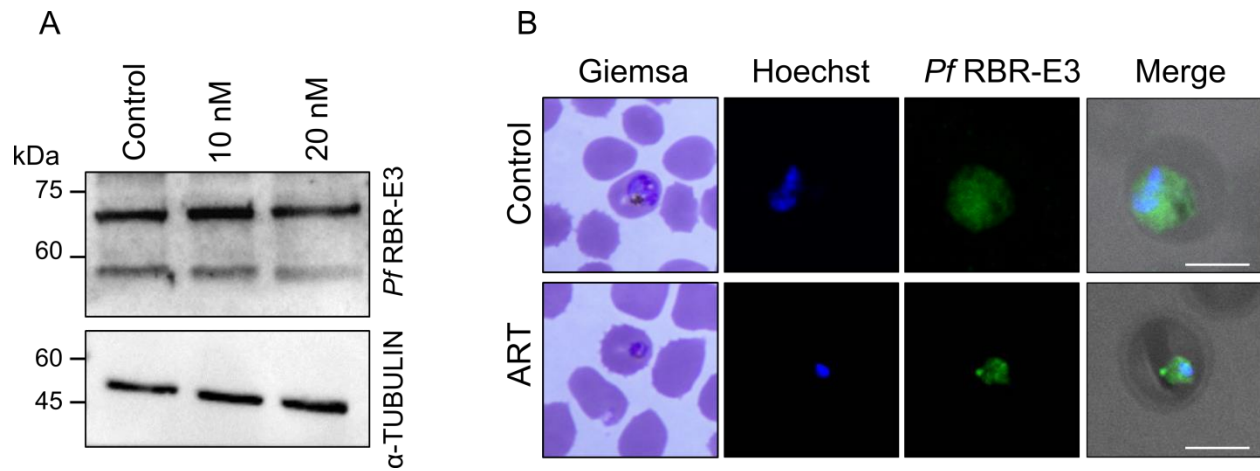 A
B
Control
10 nM
20 nM
kDa
75
60
Pf RBR-E3
60
45
α-TUBULIN
Giemsa
Hoechst
Pf RBR-E3
Merge
Control
ART